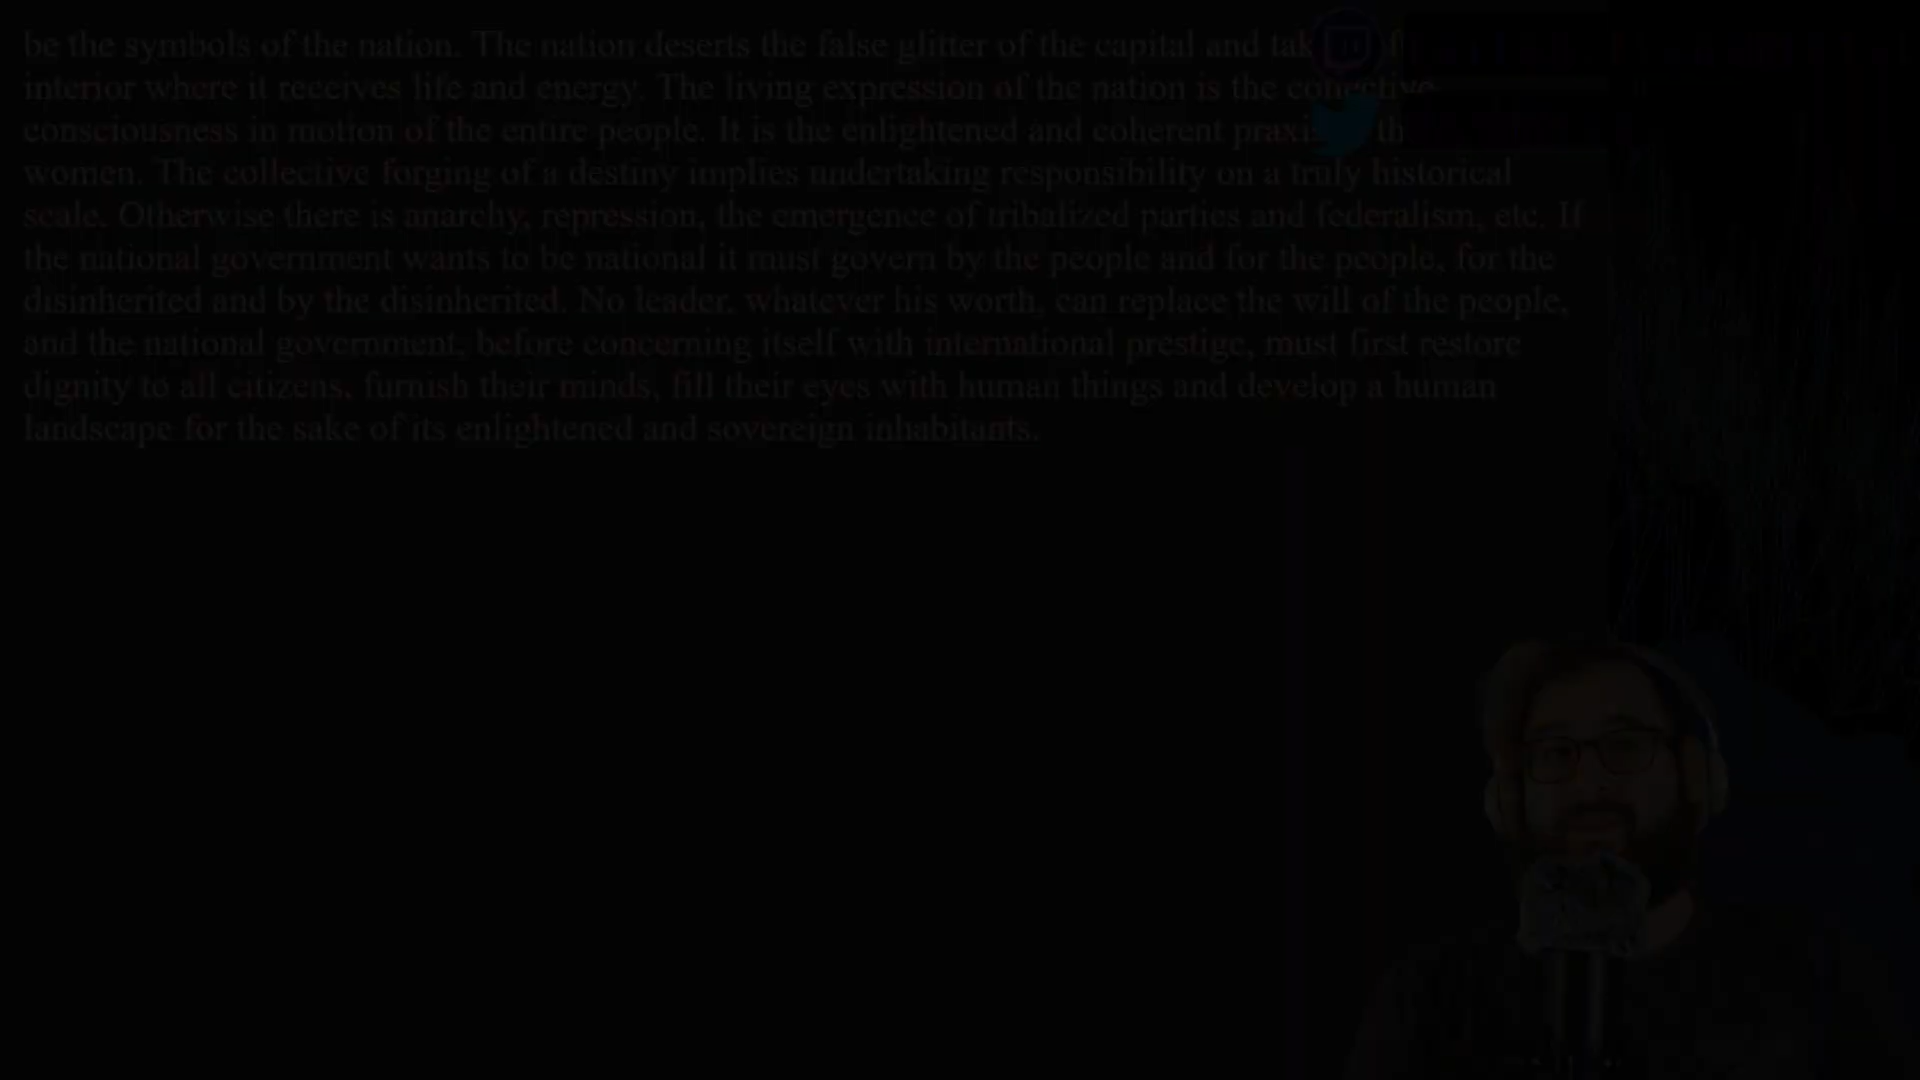 be the symbols of the nation. The nation deserts the false glitter of the capital and
interior where it receives life and energy. The living expression of the nation is the collective
consciousness in motion of the entire people. It is the enlightened and coherent
women. The collective forging of a destiny implies undertaking responsibility on a truly historical
scale. Otherwise there is anarchy, repression, the emergence of tribalized parties and federalism, etc. If
the national government wants to be national it must govern by the people and for the people, for the
disinherited and by the disinherited. No leader, whatever his worth, can replace the will of the people,
and the national government, before concerning itself with international prestige, must first restore
dignity to all citizens, furnish their minds, fill their eyes with human things and develop a human
landscape for the sake of its enlightened and sovereign inhabitants.